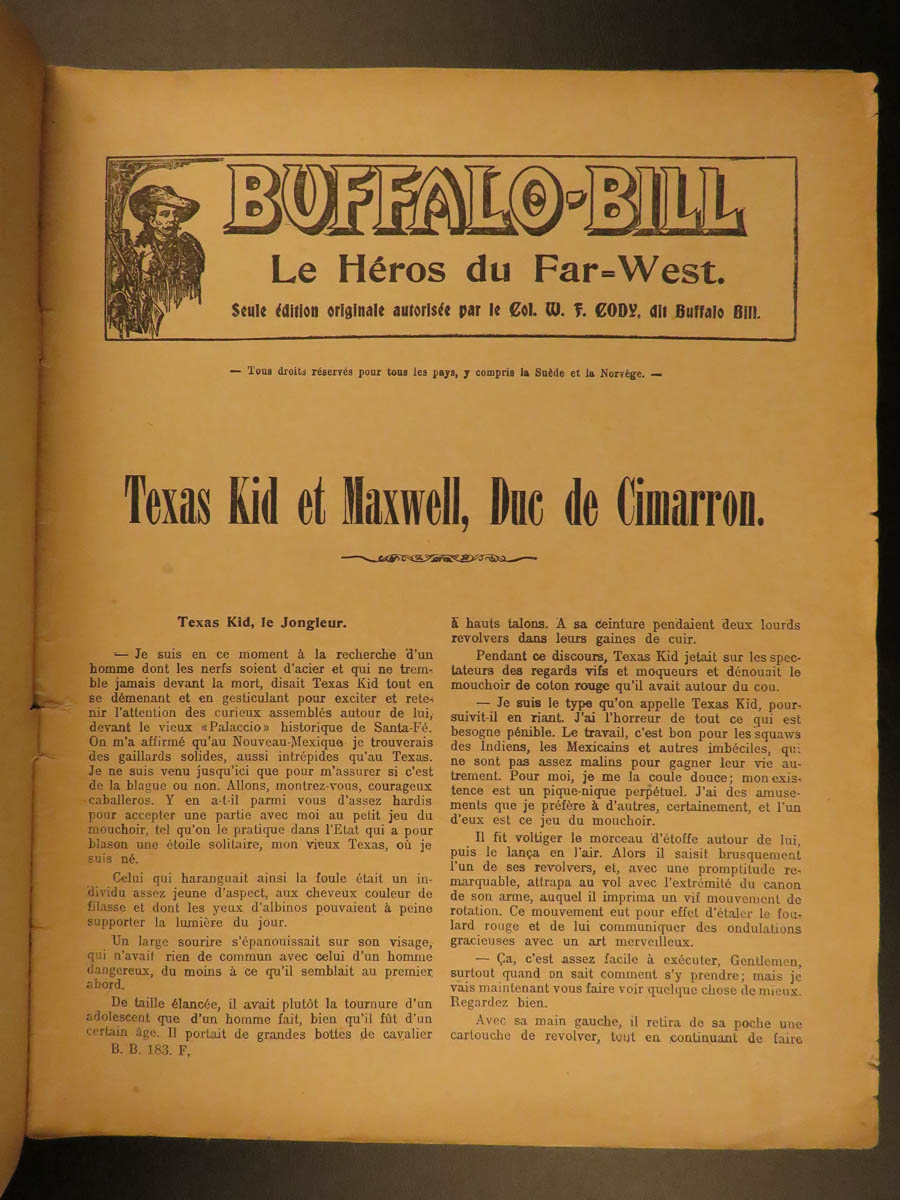 BUFFALO-BILL
Le Héros du Far=West.
Seule édition originale autorisée par le Col. W. F. CODY, dit Buffalo Bill.
— Tous droits réservés pour tous les pays, y compris la Suède et la Norvège. —
Texas Kid et Maxwell, Duc de Cimarron.
Texas Kid, le Jongleur.
— Je suis en ce moment à la recherche d'un
homme dont les nerfs soient d'acier et qui ne trem-
ble jamais devant la mort, disait Texas Kid tout en
se démenant et en gesticulant pour exciter et rete-
nir l'attention des curieux assemblés autour de lui,
devant le vieux «Palaccio» historique de Santa-Fé.
On m'a affirmé qu'au Nouveau-Mexique je trouverais
des gaillards solides, aussi intrépides qu'au Texas.
Je ne suis venu jusqu'ici que pour m'assurer si c'est
de la blague ou non. Allons, montrez-vous, courageux
caballeros. Y en a-t-il parmi vous d'assez hardis
pour accepter une partie avec moi au petit jeu du
mouchoir, tel qu'on le pratique dans l'Etat qui a pour
blason une étoile solitaire, mon vieux Texas, où je
suis né.
Celui qui haranguait ainsi la foule était un in-
dividu assez jeune d'aspect, aux cheveux couleur de
filasse et dont les yeux d'albinos pouvaient à peine
supporter la lumière du jour.
Un large sourire s'épanouissait sur son visage,
qui n'avait rien de commun avec celui d'un homme
dangereux, du moins à ce qu'il semblait au premier
abord.
De taille élancée, il avait plutôt la tournure d'un
adolescent que d'un homme fait, bien qu'il fût d'un
certain âge. Il portait de grandes bottes de cavalier
B. B. 183. F.
à hauts talons. A sa ceinture pendaient deux lourds
revolvers dans leurs gaines de cuir.
Pendant ce discours, Texas Kid jetait sur les spec-
tateurs des regards vifs et moqueurs et dénouait le
mouchoir de coton rouge qu'il avait autour du cou.
— Je suis le type qu'on appelle Texas Kid, pour-
suivit-il en riant. J'ai l'horreur de tout ce qui est
besogne pénible. Le travail, c'est bon pour les squaws
des Indiens, les Mexicains et autres imbéciles, qui
ne sont pas assez malins pour gagner leur vie au-
trement. Pour moi, je me la coule douce; mon exis-
tence est un pique-nique perpétuel. J'ai des amuse-
ments que je préfère à d'autres, certainement, et l'un
d'eux est ce jeu du mouchoir.
Il fit voltiger le morceau d'étoffe autour de lui,
puis le lança en l'air. Alors il saisit brusquement
l'un de ses revolvers, et, avec une promptitude re-
marquable, attrapa au vol avec l'extrémité du canon
de son arme, auquel il imprima un vif mouvement de
rotation. Ce mouvement eut pour effet d'étaler le fou-
lard rouge et de lui communiquer des ondulations
gracieuses avec un art merveilleux.
— Ça, c'est assez facile à exécuter, Gentlemen,
surtout quand on sait comment s'y prendre; mais je
vais maintenant vous faire voir quelque chose de mieux.
Regardez bien.
Avec sa main gauche, il retira de sa poche une
cartouche de revolver, tout en continuant de faire